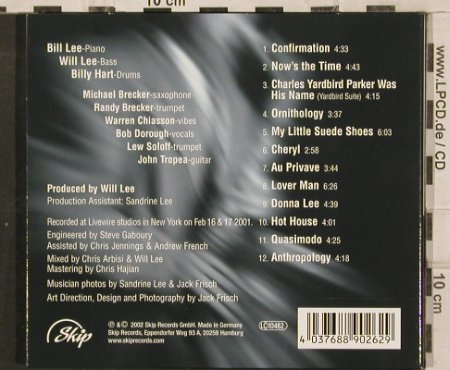 10 cm
Bill Lee-Piano
Will Lee-Bass
Billy Hart-Drums
Michael Brecker-saxophone
Randy Brecker-trumpet
Warren Chiasson-vibes
Bob Dorough-vocals
Lew Soloff-trumpet
John Tropea-guitar
Produced by Will Lee
Production Assistant: Sandrine Lee
Recorded at Livewire studios in New York on Feb 16 & 17 2001.
Engineered by Steve Gaboury
Assisted by Chris Jennings & Andrew French
Mixed by Chris Arbisi & Will Lee
Mastering by Chris Hajian
Musician photos by Sandrine Lee & Jack Frisch
Art Direction, Design and Photography by Jack Frisch
1. Confirmation 4:33
2. Now's the Time 4:43
3. Charles Yardbird Parker Was
His Name (Yardbird Suite) 4:15
4. Ornithology 3:37
5. My Little Suede Shoes 6:03
6. Cheryl 2:58
7. Au Privave 3:44
8. Lover Man 6:26
9. Donna Lee 4:39
10. Hot House 4:01
11. Quasimodo 4:25
12. Anthropology 4:18
Skip
℗ & © 2002 Skip Records GmbH. Made in Germany
Skip Records, Eppendorfer Weg 93 A, 20259 Hamburg
www.skiprecords.com
LC10482
4 037688 902629
www.LPCD.de / CD
10 cm